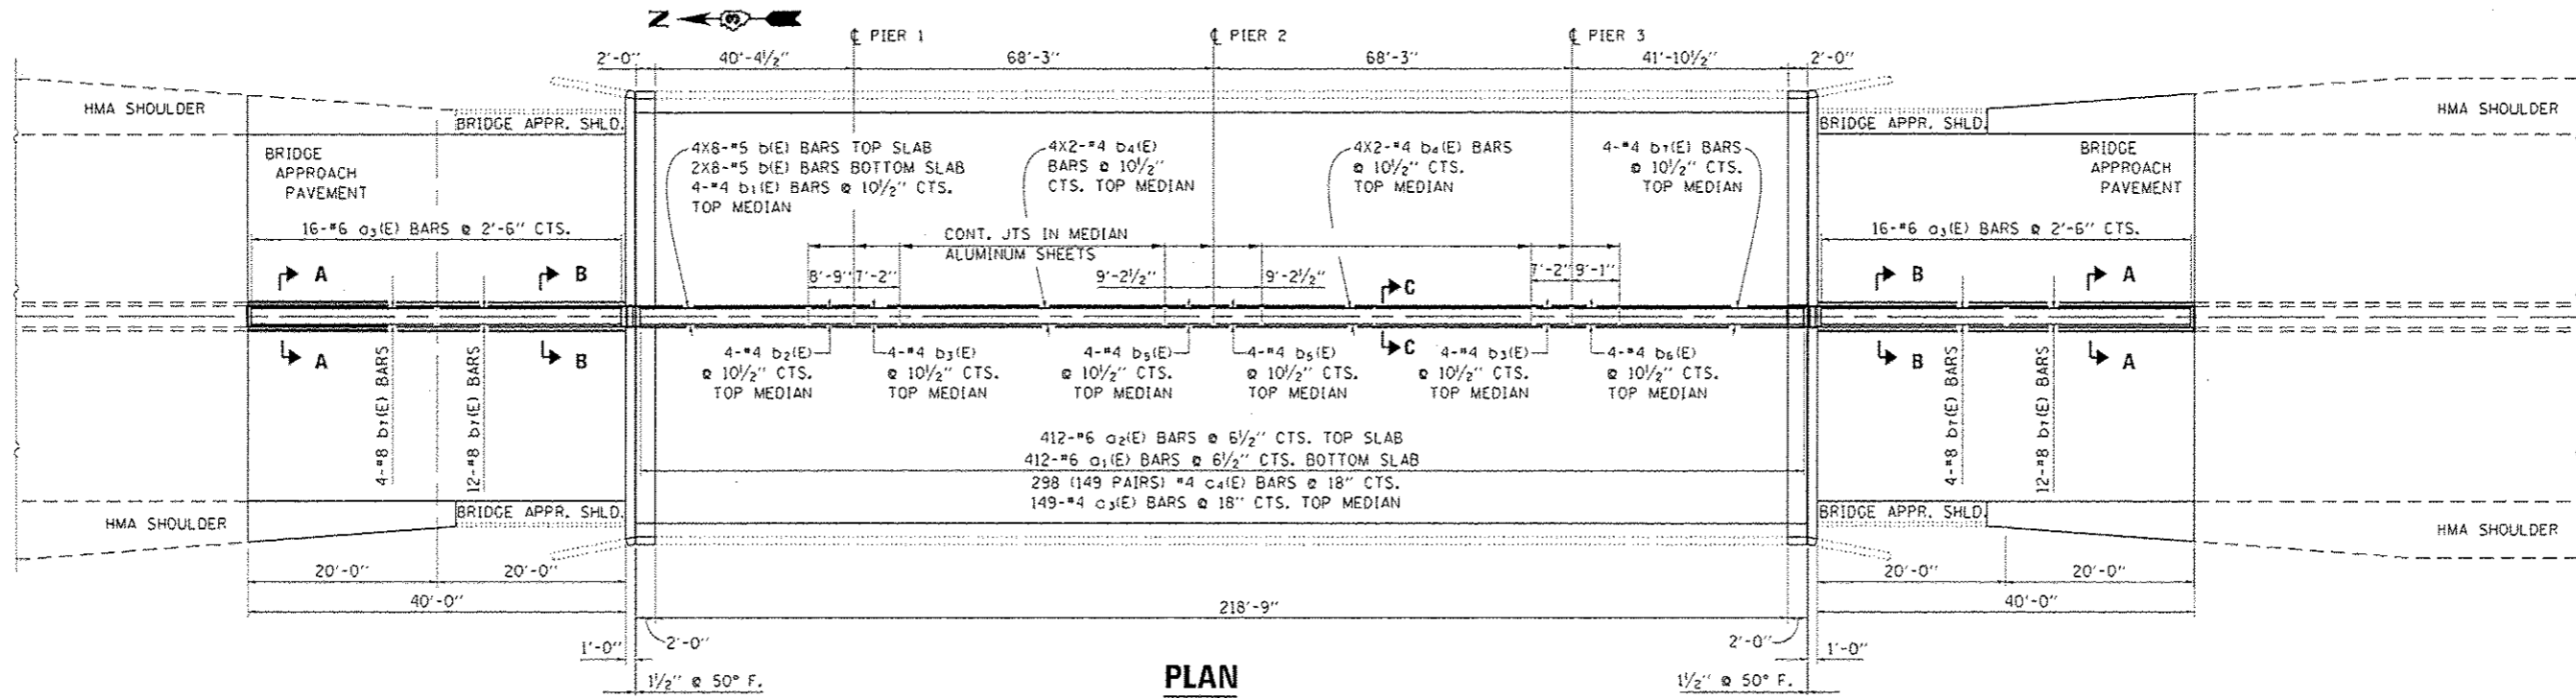 N 3
℄ PIER 1
℄ PIER 2
℄ PIER 3
2'-0"
40'-4½"
68'-3"
68'-3"
41'-10½"
2'-0"
HMA SHOULDER
BRIDGE APPR. SHLD.
BRIDGE APPR. SHLD.
HMA SHOULDER
BRIDGE
APPROACH
PAVEMENT
4X8-#5 b(E) BARS TOP SLAB
2X8-#5 b(E) BARS BOTTOM SLAB
4-#4 b₁(E) BARS @ 10½" CTS.
TOP MEDIAN
4X2-#4 b₄(E)
BARS @ 10½"
CTS. TOP MEDIAN
4X2-#4 b₄(E) BARS
@ 10½" CTS.
TOP MEDIAN
4-#4 b₇(E) BARS
@ 10½" CTS.
TOP MEDIAN
BRIDGE
APPROACH
PAVEMENT
16-#6 a₃(E) BARS @ 2'-6" CTS.
CONT. JTS IN MEDIAN
ALUMINUM SHEETS
16-#6 a₃(E) BARS @ 2'-6" CTS.
A
B
8'-9"
7'-2"
9'-2½"
9'-2½"
C
7'-2"
9'-1"
B
A
A
B
4-#8 b₇(E) BARS
12-#8 b₇(E) BARS
4-#4 b₂(E)
@ 10½" CTS.
TOP MEDIAN
4-#4 b₃(E)
@ 10½" CTS.
TOP MEDIAN
4-#4 b₅(E)
@ 10½" CTS.
TOP MEDIAN
4-#4 b₅(E)
@ 10½" CTS.
TOP MEDIAN
C
4-#4 b₃(E)
@ 10½" CTS.
TOP MEDIAN
4-#4 b₆(E)
@ 10½" CTS.
TOP MEDIAN
B
A
4-#8 b₇(E) BARS
12-#8 b₇(E) BARS
412-#6 a₂(E) BARS @ 6½" CTS. TOP SLAB
412-#6 a₁(E) BARS @ 6½" CTS. BOTTOM SLAB
298 (149 PAIRS) #4 c₄(E) BARS @ 18" CTS.
149-#4 c₃(E) BARS @ 18" CTS. TOP MEDIAN
HMA SHOULDER
BRIDGE APPR. SHLD.
BRIDGE APPR. SHLD.
HMA SHOULDER
20'-0"
20'-0"
20'-0"
20'-0"
40'-0"
218'-9"
40'-0"
1'-0"
2'-0"
2'-0"
1'-0"
1½" @ 50° F.
PLAN
1½" @ 50° F.